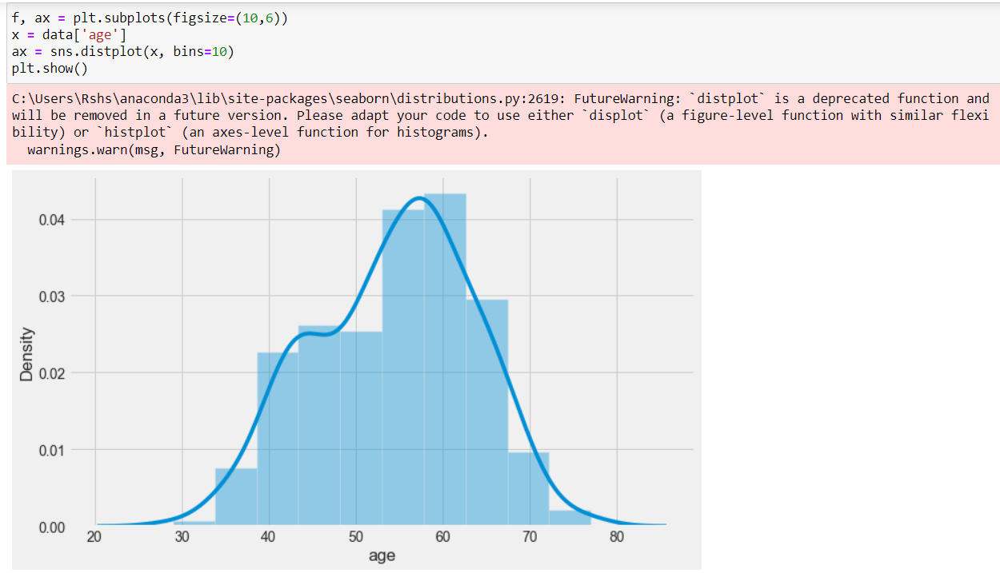 f, ax = plt.subplots(figsize=(10,6))
x = data['age']
ax = sns.distplot(x, bins=10)
plt.show()
C:\Users\Rshs\anaconda3\lib\site-packages\seaborn\distributions.py:2619: FutureWarning: `distplot` is a deprecated function and
will be removed in a future version. Please adapt your code to use either `displot` (a figure-level function with similar flexi
bility) or `histplot` (an axes-level function for histograms).
  warnings.warn(msg, FutureWarning)
0.04
0.03
Density
0.02
0.01
0.00
20 30 40 50 60 70 80
age